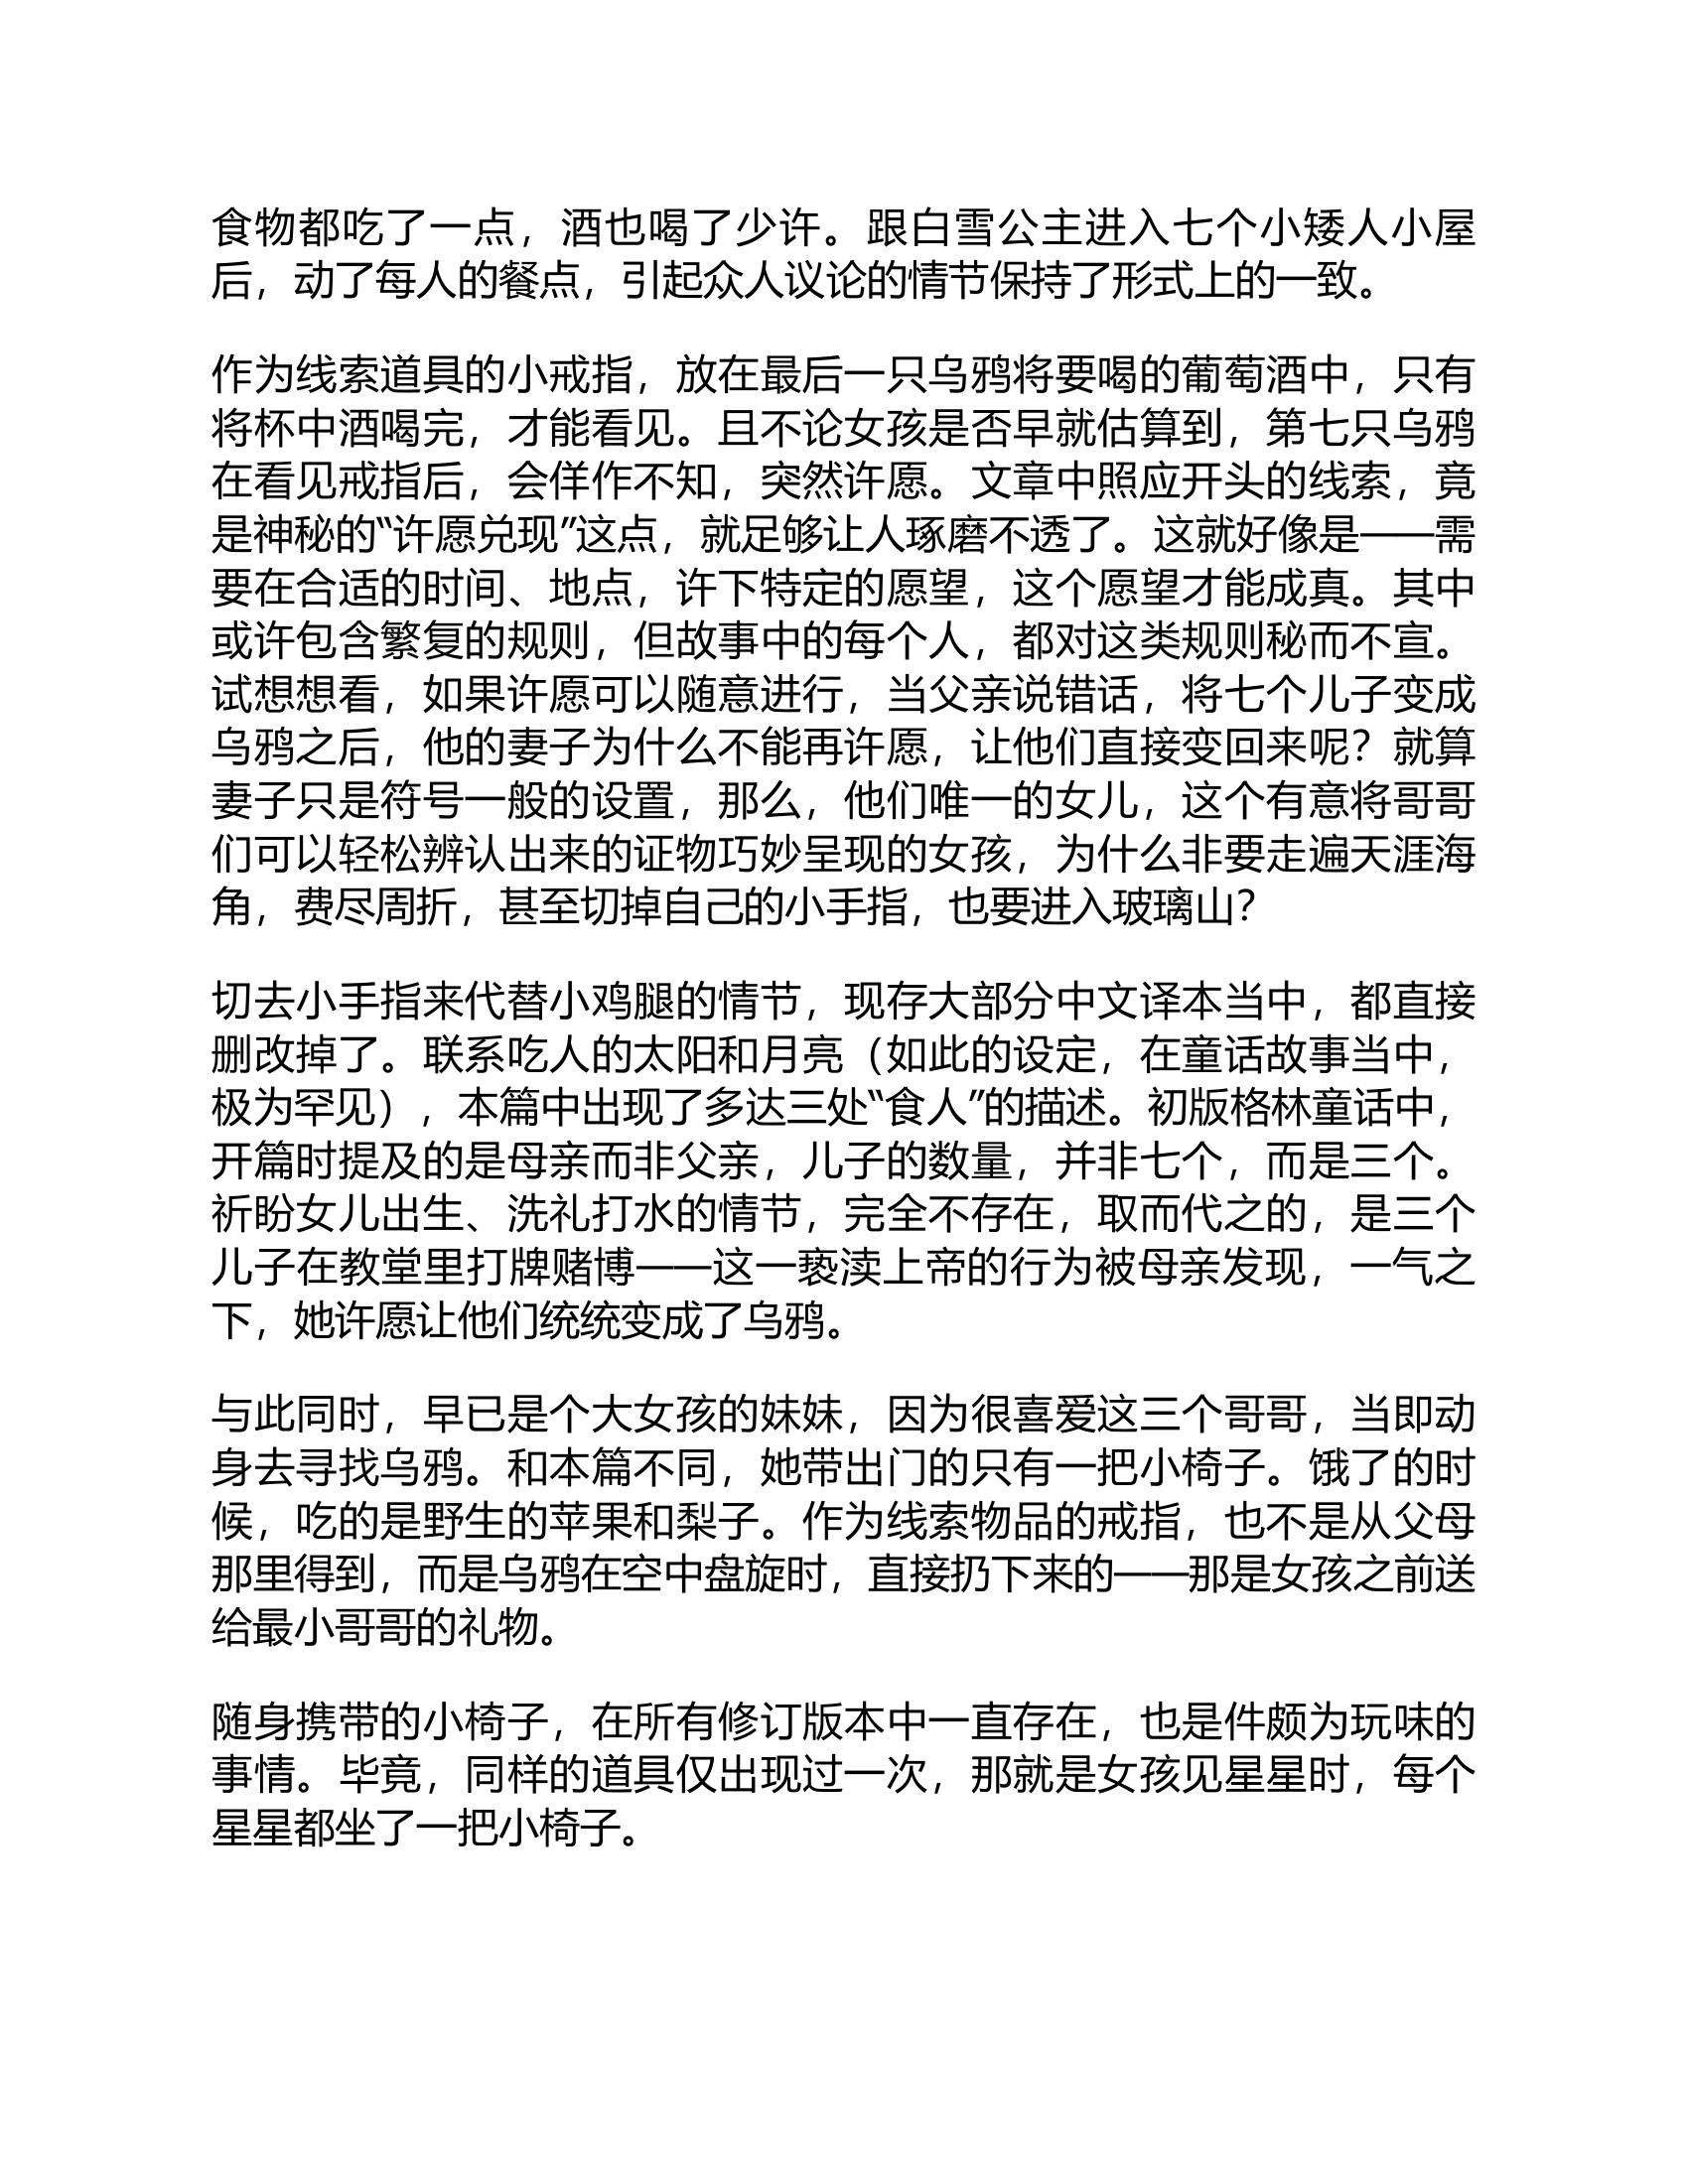 食物都吃了一点，酒也喝了少许。跟白雪公主进入七个小矮人小屋
后，动了每人的餐点，引起众人议论的情节保持了形式上的一致。
作为线索道具的小戒指，放在最后一只乌鸦将要喝的葡萄酒中，只有
将杯中酒喝完，才能看见。且不论女孩是否早就估算到，第七只乌鸦
在看见戒指后，会佯作不知，突然许愿。文章中照应开头的线索，竟
是神秘的“许愿兑现”这点，就足够让人琢磨不透了。这就好像是——需
要在合适的时间、地点，许下特定的愿望，这个愿望才能成真。其中
或许包含繁复的规则，但故事中的每个人，都对这类规则秘而不宣。
试想想看，如果许愿可以随意进行，当父亲说错话，将七个儿子变成
乌鸦之后，他的妻子为什么不能再许愿，让他们直接变回来呢？就算
妻子只是符号一般的设置，那么，他们唯一的女儿，这个有意将哥哥
们可以轻松辨认出来的证物巧妙呈现的女孩，为什么非要走遍天涯海
角，费尽周折，甚至切掉自己的小手指，也要进入玻璃山？
切去小手指来代替小鸡腿的情节，现存大部分中文译本当中，都直接
删改掉了。联系吃人的太阳和月亮（如此的设定，在童话故事当中，
极为罕见），本篇中出现了多达三处“食人”的描述。初版格林童话中，
开篇时提及的是母亲而非父亲，儿子的数量，并非七个，而是三个。
祈盼女儿出生、洗礼打水的情节，完全不存在，取而代之的，是三个
儿子在教堂里打牌赌博——这一亵渎上帝的行为被母亲发现，一气之
下，她许愿让他们统统变成了乌鸦。
与此同时，早已是个大女孩的妹妹，因为很喜爱这三个哥哥，当即动
身去寻找乌鸦。和本篇不同，她带出门的只有一把小椅子。饿了的时
候，吃的是野生的苹果和梨子。作为线索物品的戒指，也不是从父母
那里得到，而是乌鸦在空中盘旋时，直接扔下来的——那是女孩之前送
给最小哥哥的礼物。
随身携带的小椅子，在所有修订版本中一直存在，也是件颇为玩味的
事情。毕竟，同样的道具仅出现过一次，那就是女孩见星星时，每个
星星都坐了一把小椅子。